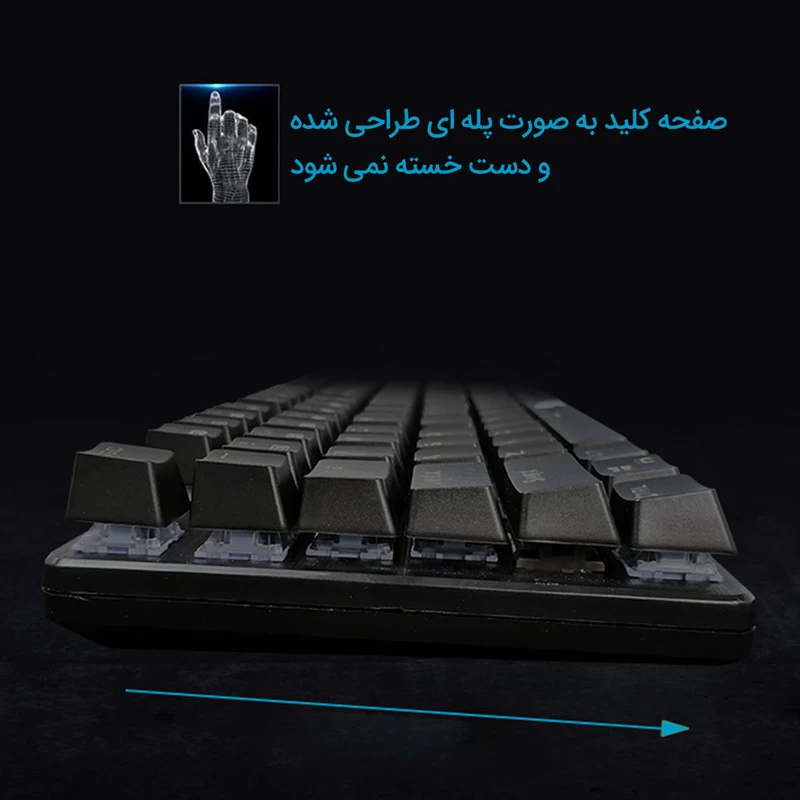 صفحه کلید به صورت پله ای طراحی شده
و دست خسته نمی شود